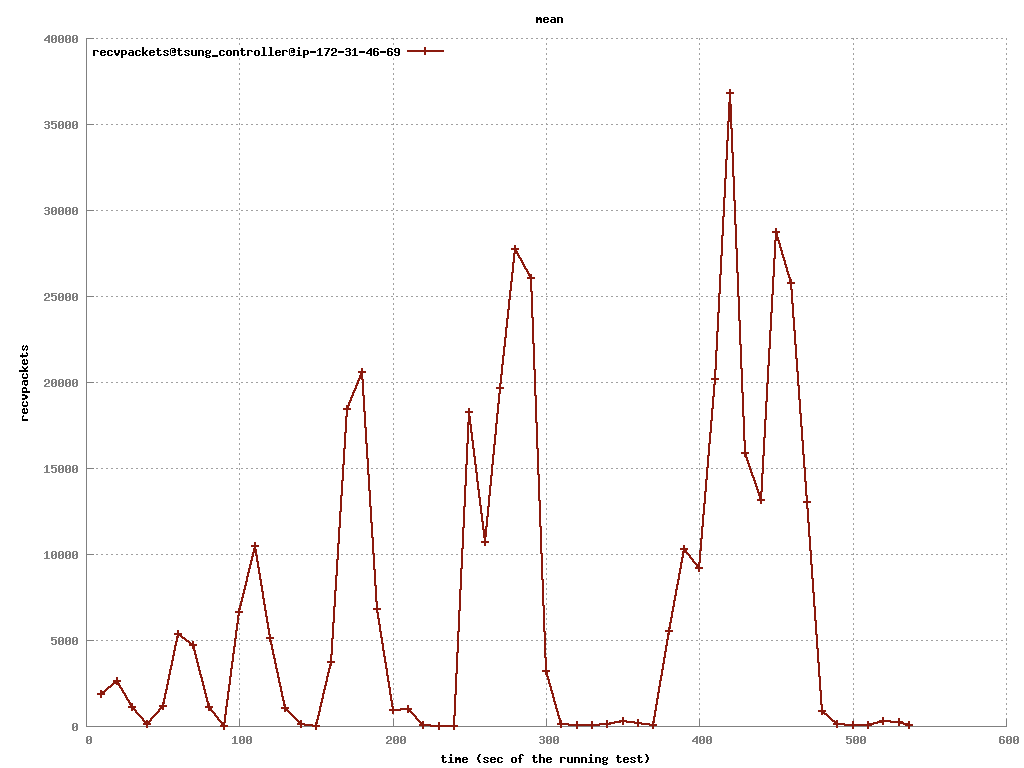 mean
40000
recvpackets@tsung_controller@ip-172-31-46-69
35000
30000
25000
20000
15000
10000
5000
0
recvpackets
0 100 200 300 400 500 600
time (sec of the running test)